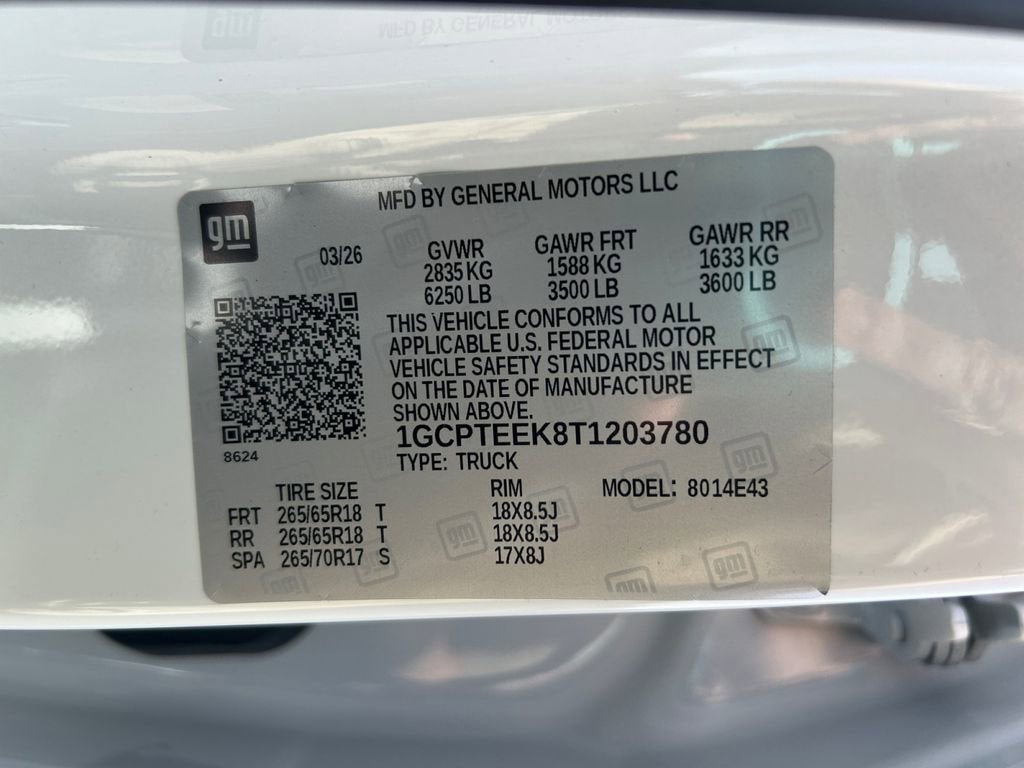 MFD BY GENERAL MOTORS LLC
gm
03/26
GVWR GAWR FRT GAWR RR
2835 KG 1588 KG 1633 KG
6250 LB 3500 LB 3600 LB
THIS VEHICLE CONFORMS TO ALL
APPLICABLE U.S. FEDERAL MOTOR
VEHICLE SAFETY STANDARDS IN EFFECT
ON THE DATE OF MANUFACTURE
SHOWN ABOVE.
1GCPTEEK8T1203780
8624
TYPE: TRUCK
TIRE SIZE RIM MODEL: 8014E43
FRT 265/65R18 T 18X8.5J
RR 265/65R18 T 18X8.5J
SPA 265/70R17 S 17X8J